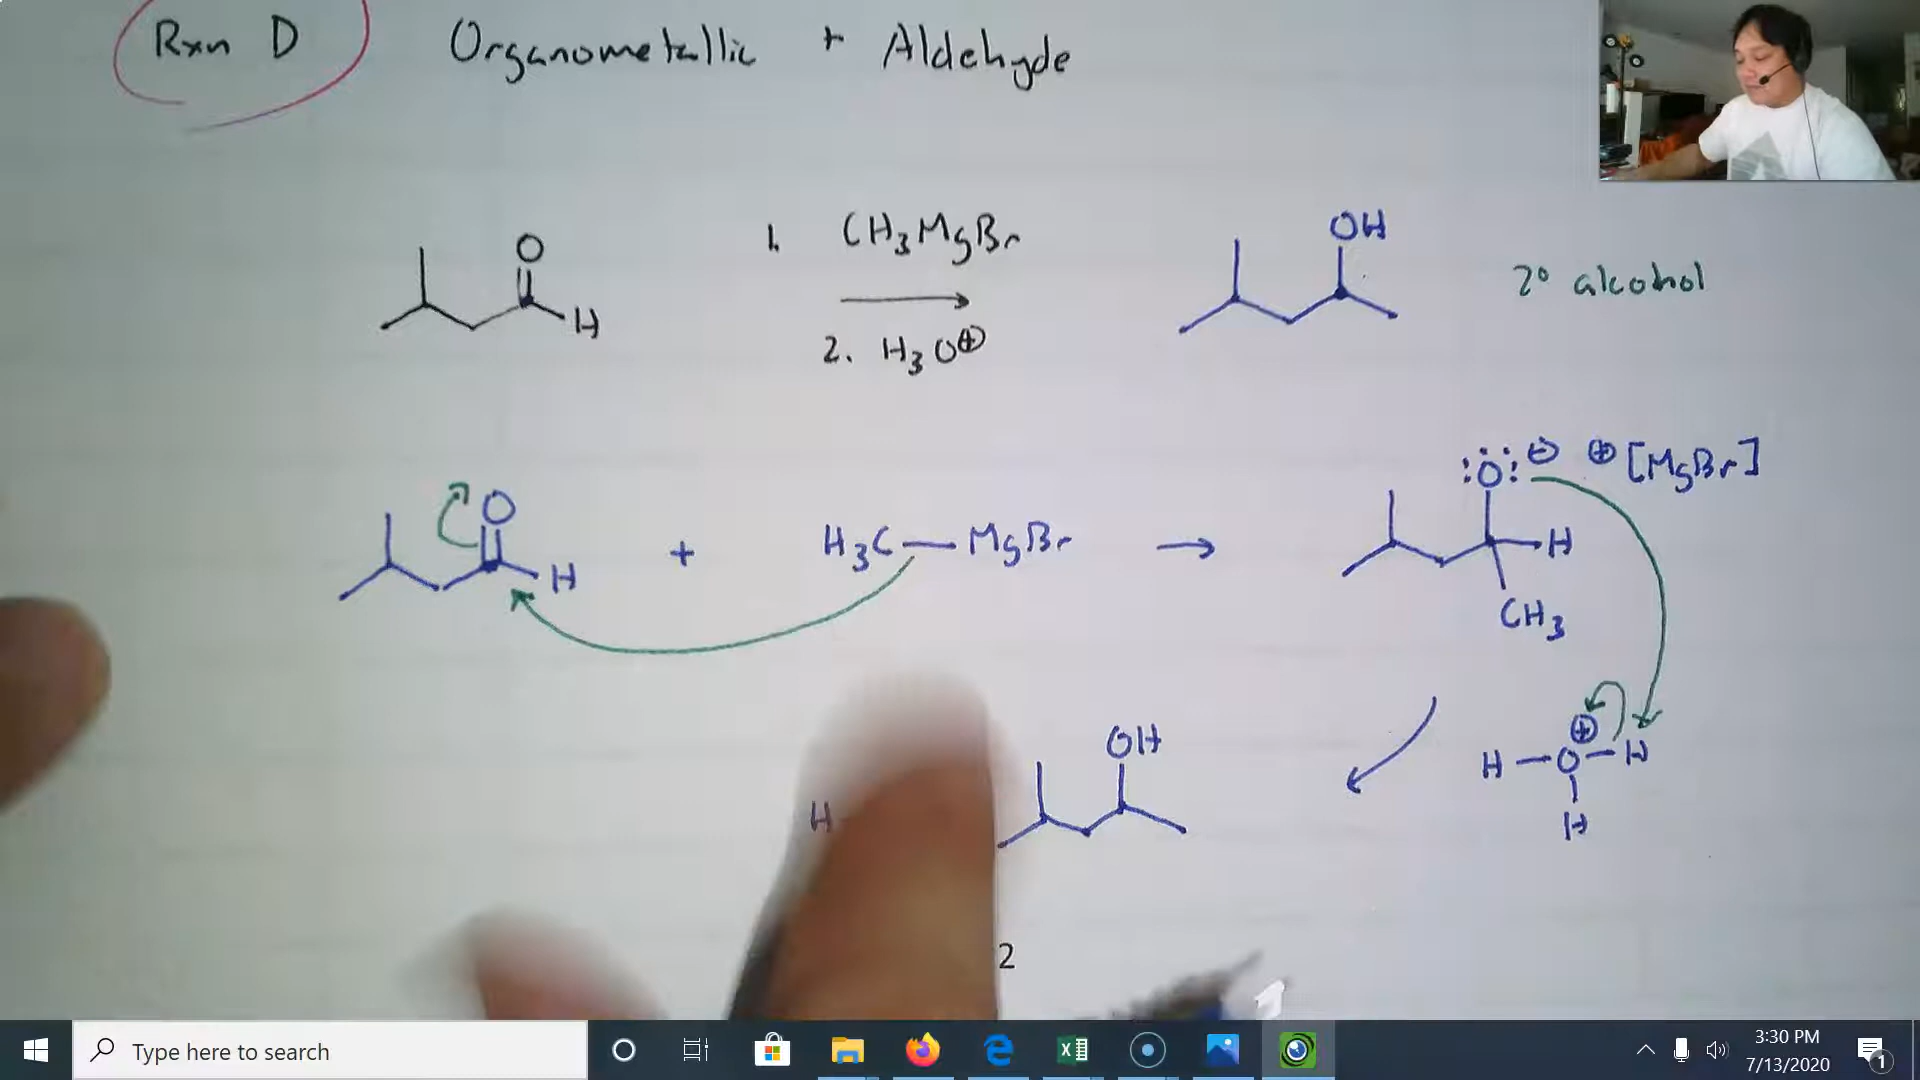 Rxn D Organometallic + Aldehyde
O
H
1. CH3MgBr
2. H3O⊕
OH
2° alcohol
O
H
+
H3C—MgBr
→
:O: ⊖ ⊕ [MgBr]
H
CH3
H
OH
⊕
H—O—H
H
2
Type here to search
3:30 PM
7/13/2020
1